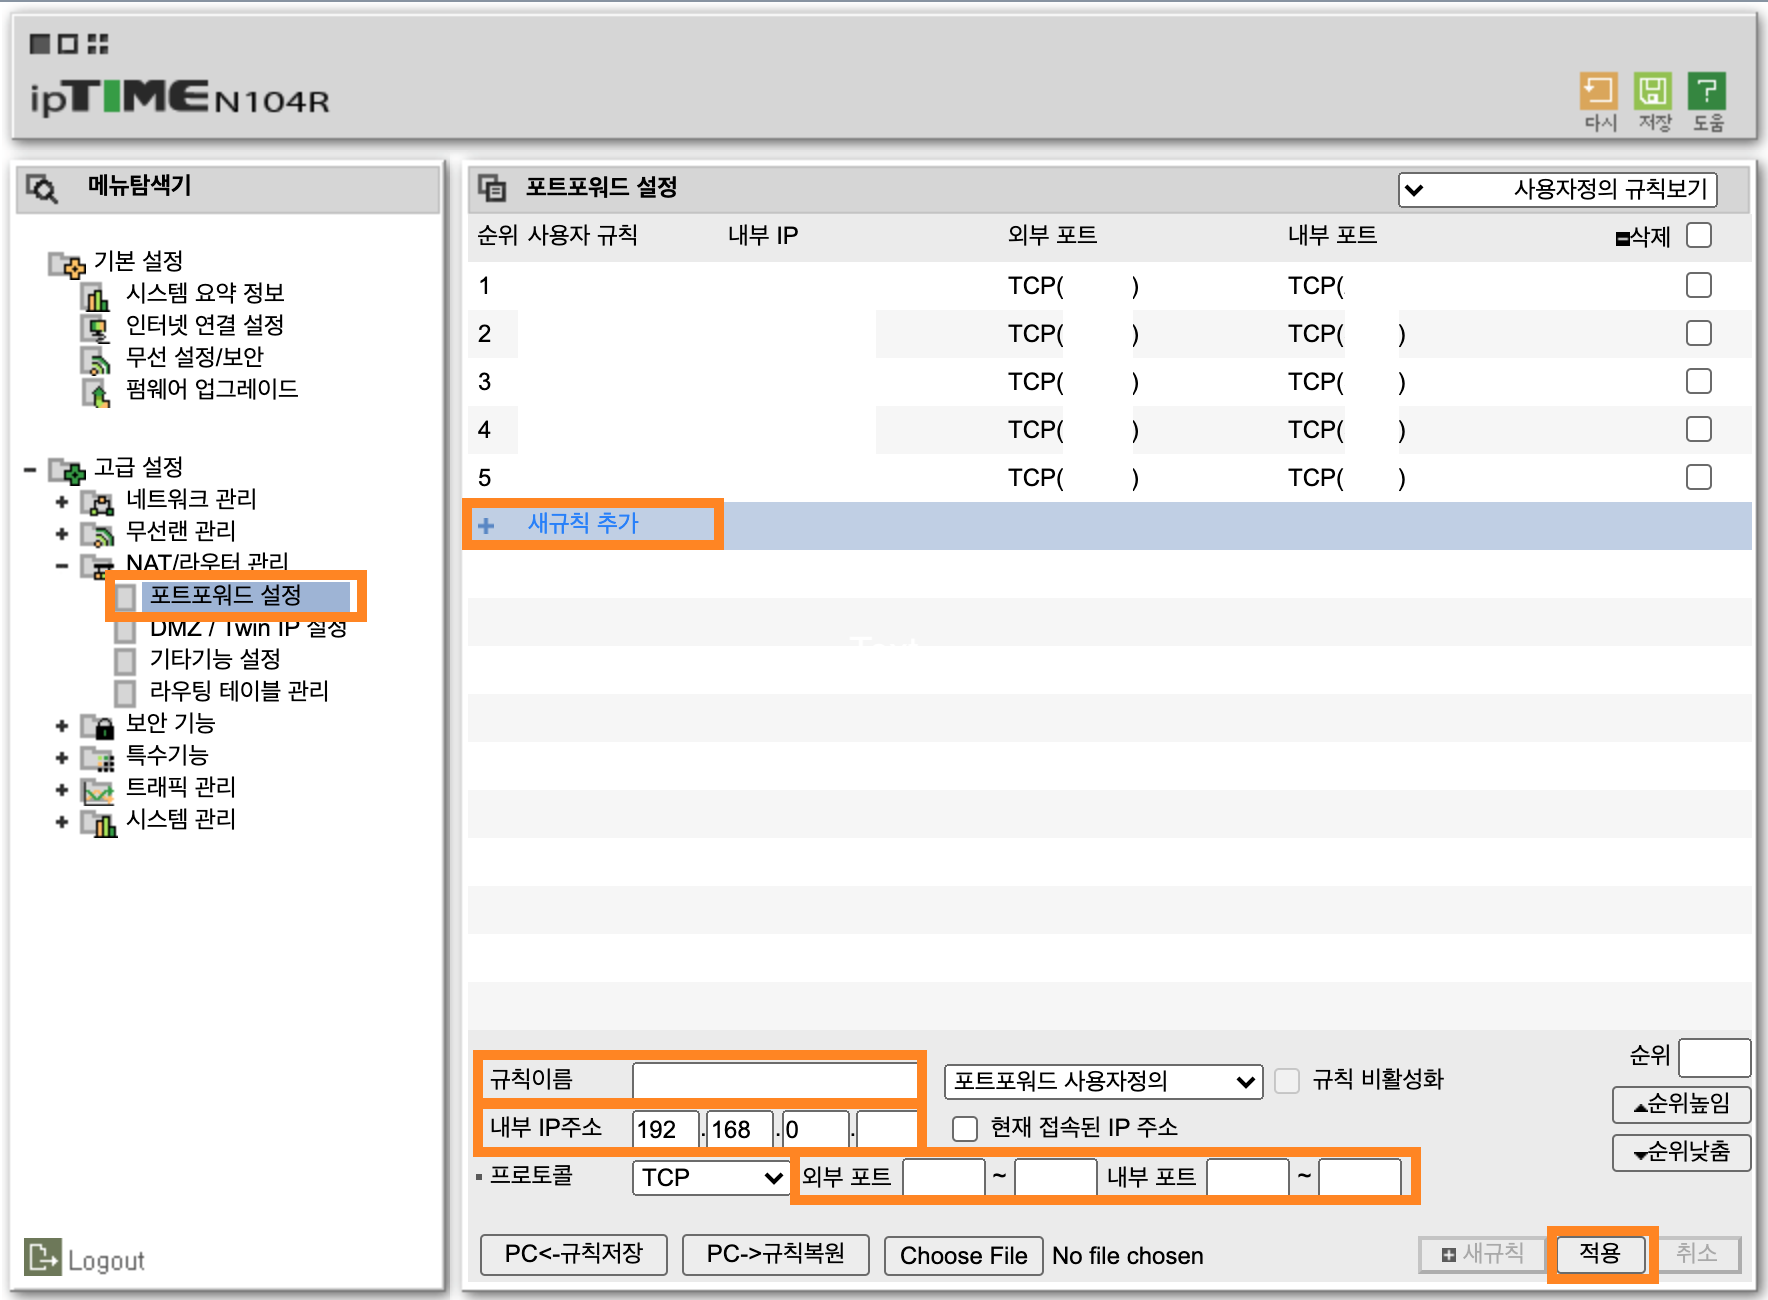 ipTIME N104R
다시 저장 도움
메뉴탐색기
기본 설정
시스템 요약 정보
인터넷 연결 설정
무선 설정/보안
펌웨어 업그레이드
고급 설정
네트워크 관리
무선랜 관리
NAT/라우터 관리
포트포워드 설정
DMZ / Twin IP 설정
기타기능 설정
라우팅 테이블 관리
보안 기능
특수기능
트래픽 관리
시스템 관리
Logout
포트포워드 설정 사용자정의 규칙보기
순위 사용자 규칙 내부 IP 외부 포트 내부 포트 삭제
1 TCP( ) TCP(
2 TCP( ) TCP( )
3 TCP( ) TCP( )
4 TCP( ) TCP( )
5 TCP( ) TCP( )
+ 새규칙 추가
규칙이름 포트포워드 사용자정의 규칙 비활성화 순위
내부 IP주소 192 . 168 . 0 . 현재 접속된 IP 주소 ▲순위높임
프로토콜 TCP 외부 포트 ~ 내부 포트 ~ ▼순위낮춤
PC<-규칙저장 PC->규칙복원 Choose File No file chosen 새규칙 적용 취소